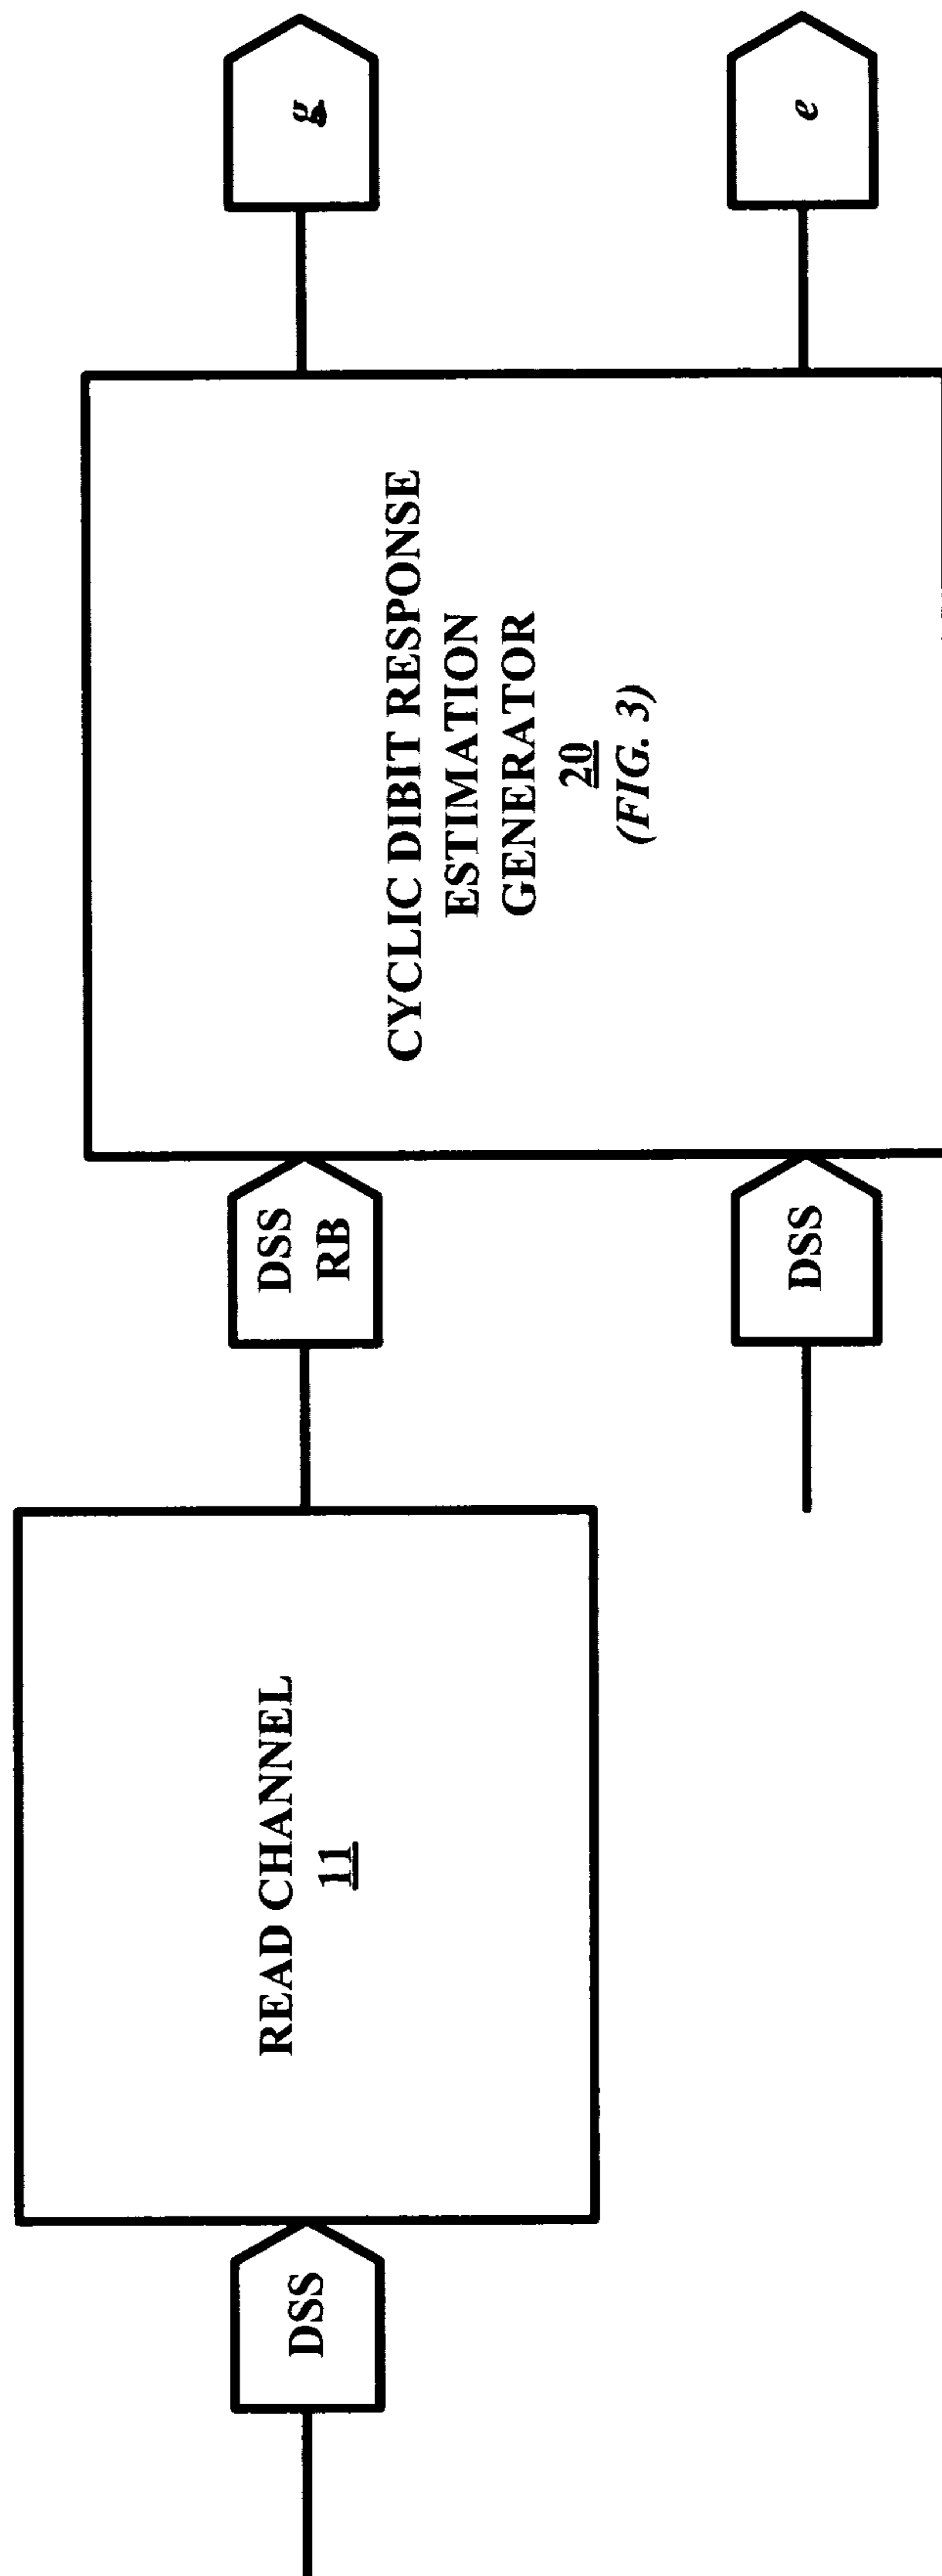 DSS
READ CHANNEL
11
DSS
RB
DSS
CYCLIC DIBIT RESPONSE
ESTIMATION
GENERATOR
20
(FIG. 3)
g
e